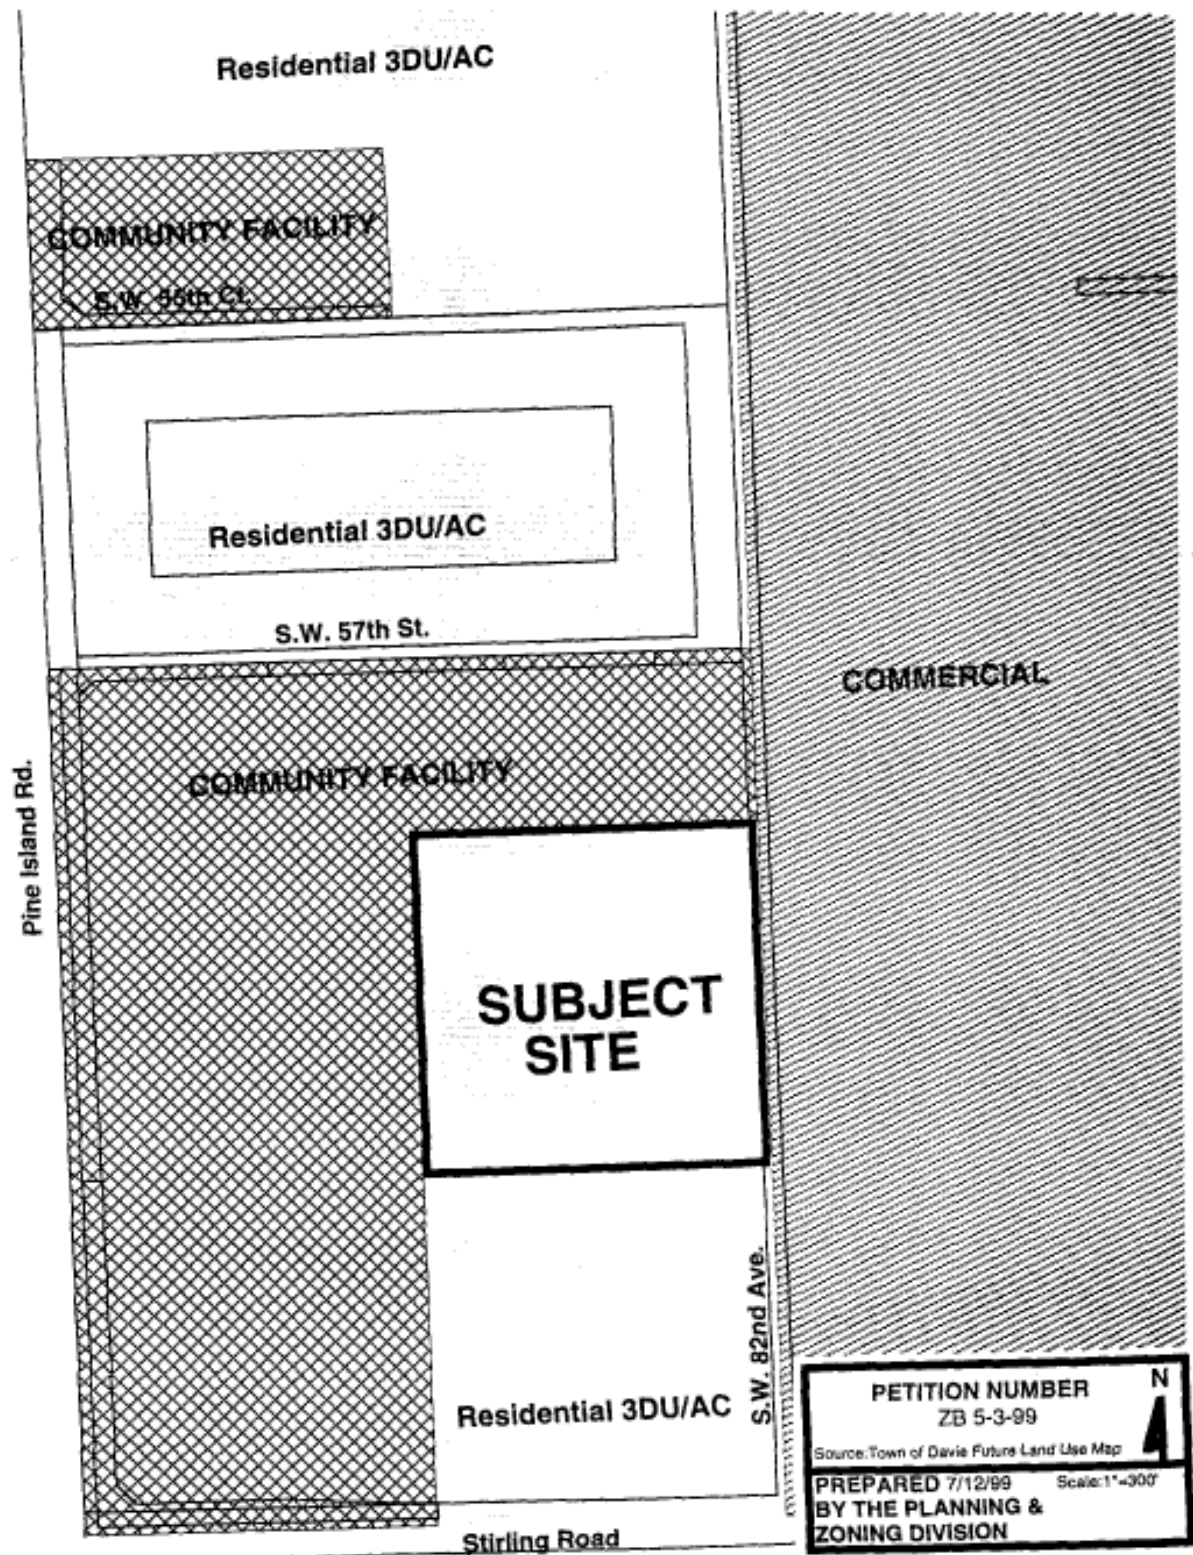 Residential 3DU/AC
COMMUNITY FACILITY
S.W. 55th Ct.
Residential 3DU/AC
S.W. 57th St.
COMMERCIAL
COMMUNITY FACILITY
Pine Island Rd.
SUBJECT
SITE
S.W. 82nd Ave.
Residential 3DU/AC
Stirling Road
PETITION NUMBER
ZB 5-3-99
N
Source:Town of Davie Future Land Use Map
PREPARED 7/12/99 Scale:1"=300'
BY THE PLANNING &
ZONING DIVISION